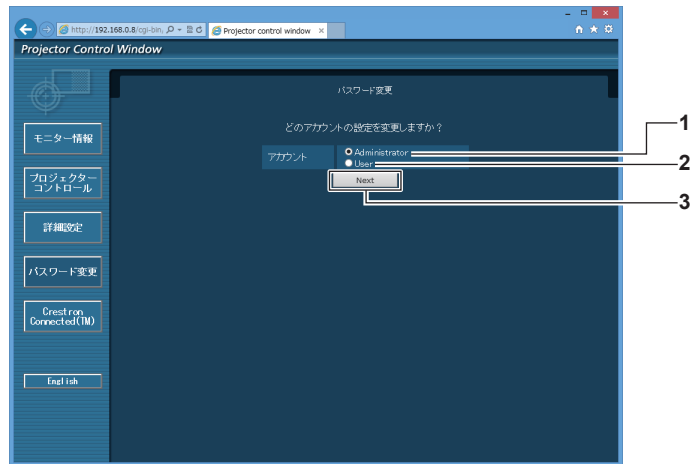 http://192.168.0.8/cgi-bin,
Projector control window
Projector Control Window
パスワード変更
どのアカウントの設定を変更しますか？
アカウント
Administrator
User
Next
モニター情報
プロジェクター
コントロール
詳細設定
パスワード変更
Crestron
Connected(TM)
English
1
2
3